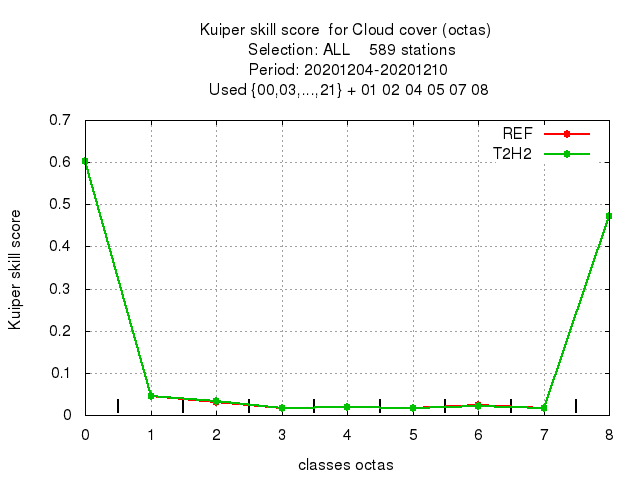 Kuiper skill score  for Cloud cover (octas)
Selection: ALL    589 stations
Period: 20201204-20201210
Used {00,03,...,21} + 01 02 04 05 07 08
REF
T2H2
0.7
0.6
0.5
0.4
0.3
0.2
0.1
0
Kuiper skill score
0 1 2 3 4 5 6 7 8
classes octas